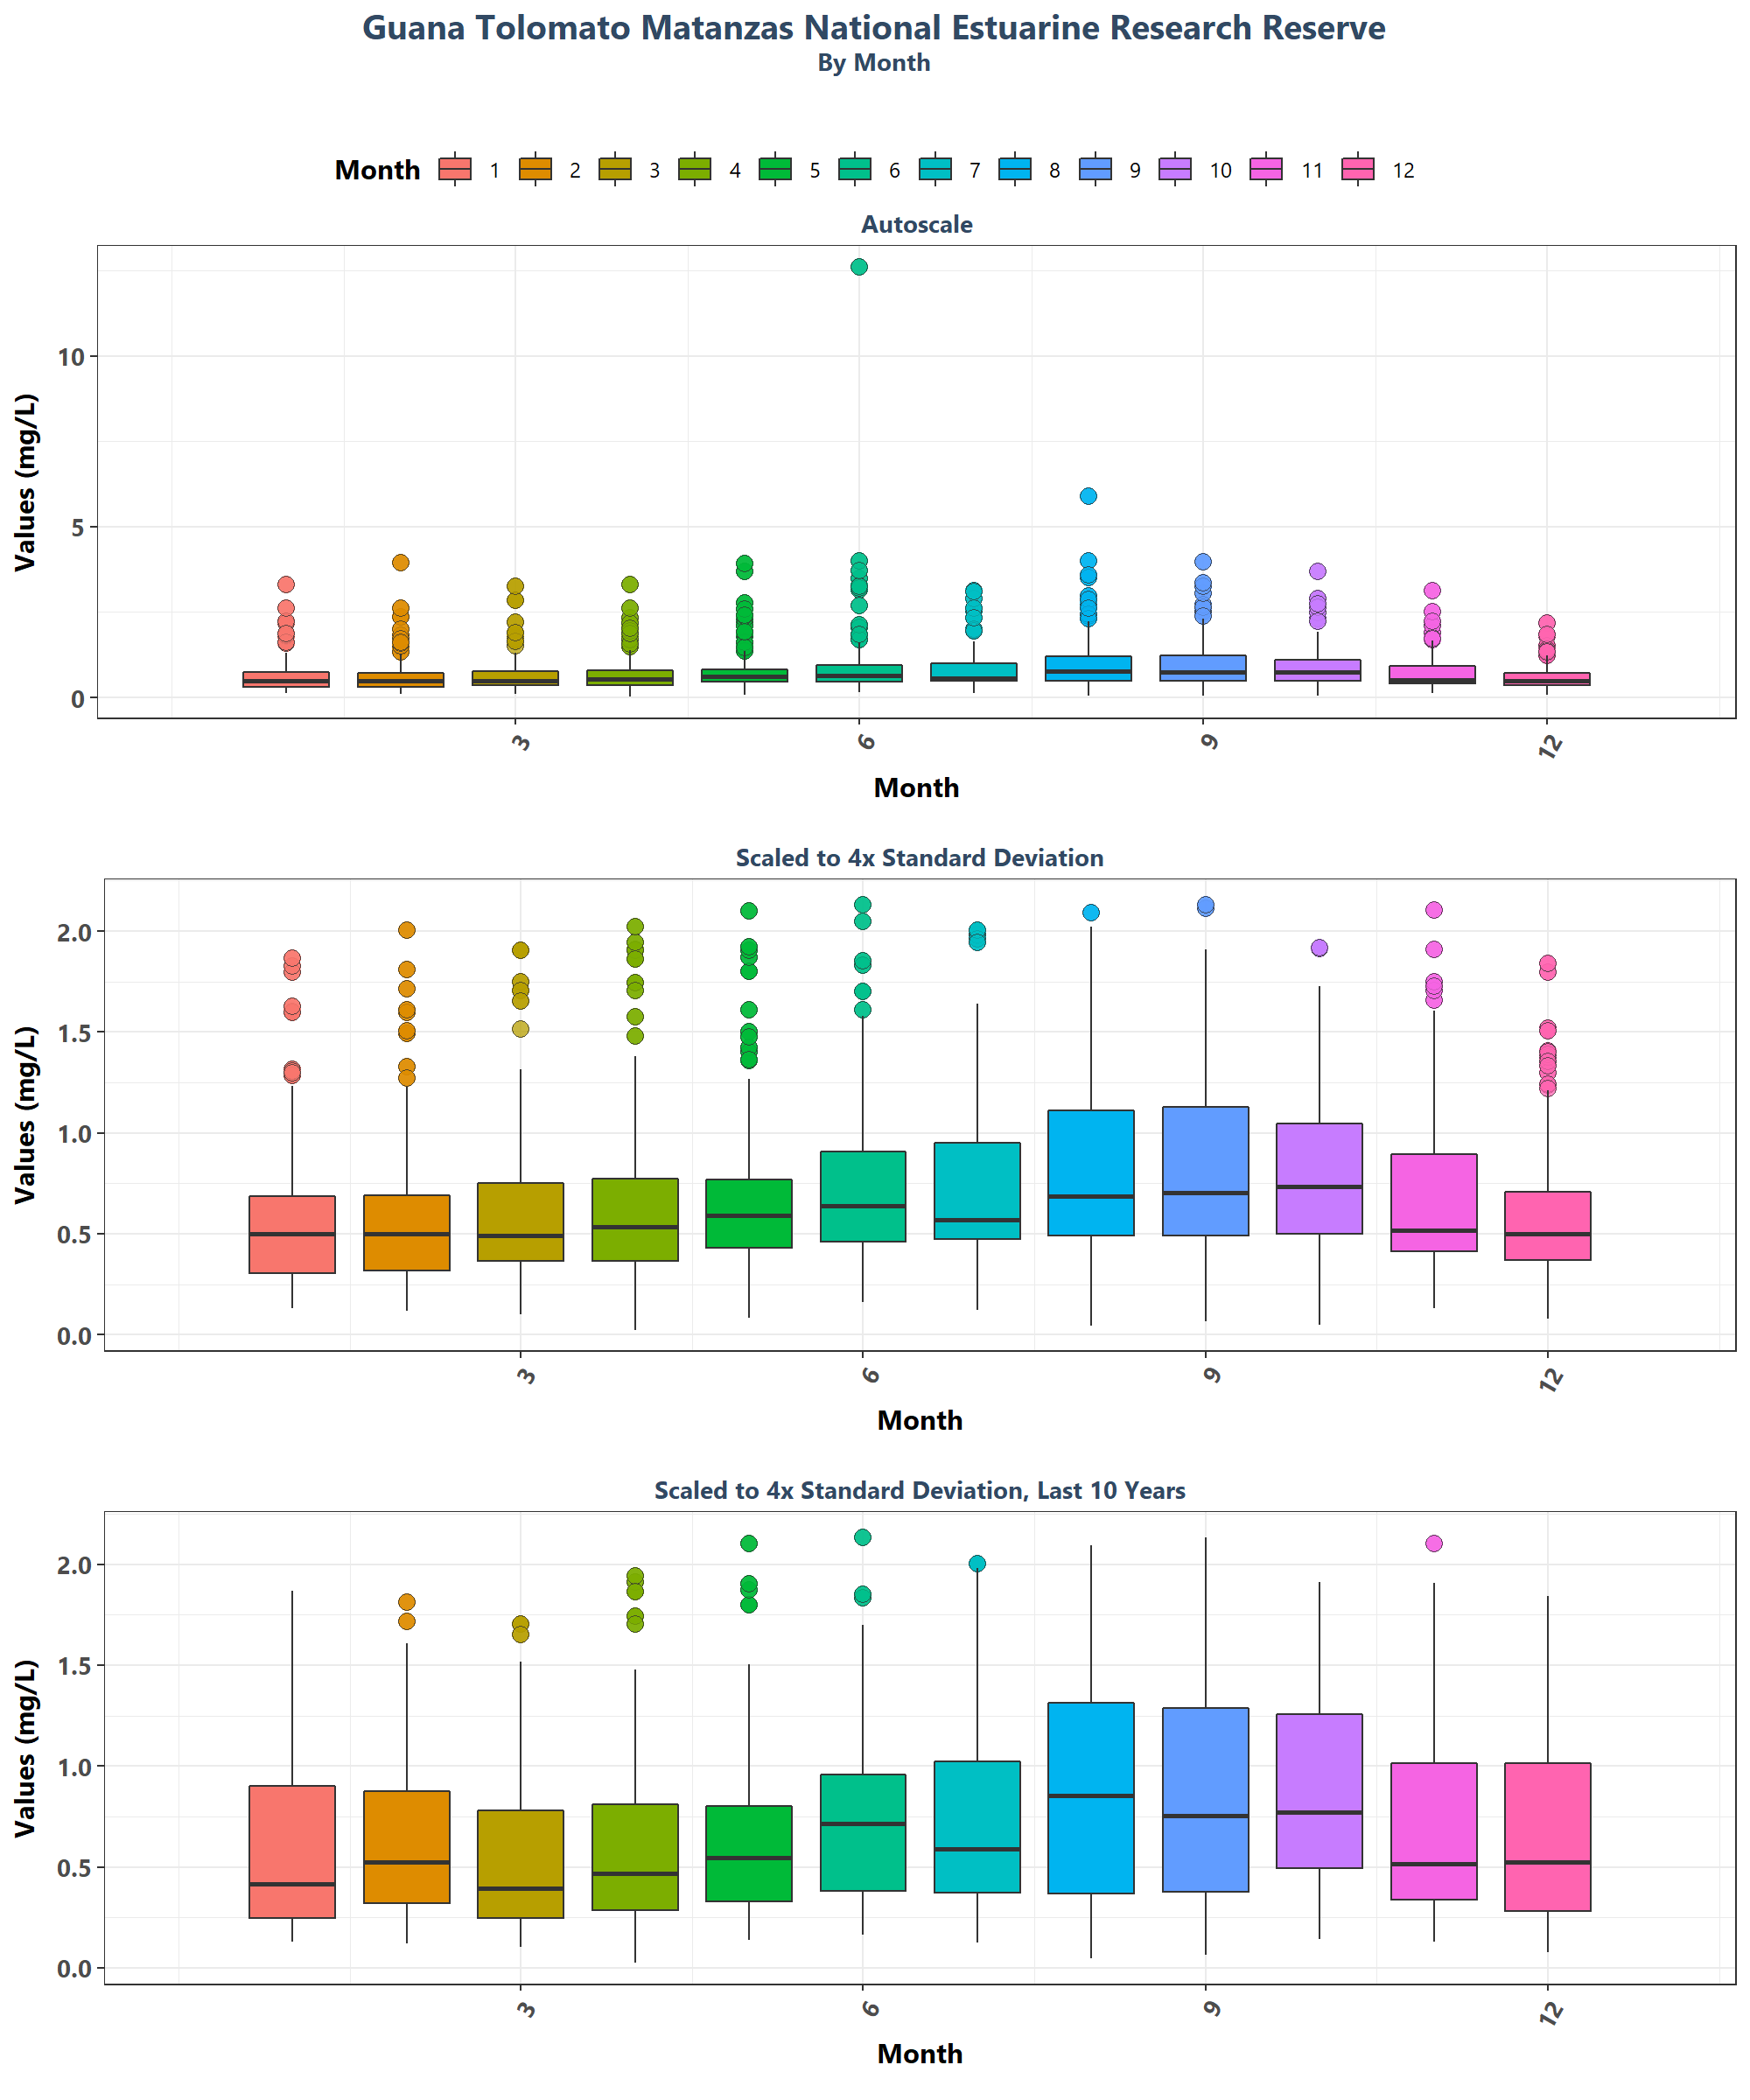 Guana Tolomato Matanzas National Estuarine Research Reserve
By Month
Month 1 2 3 4 5 6 7 8 9 10 11 12
Autoscale
Values (mg/L)
10
5
0
3 6 9 12
Month
Scaled to 4x Standard Deviation
Values (mg/L)
2.0
1.5
1.0
0.5
0.0
3 6 9 12
Month
Scaled to 4x Standard Deviation, Last 10 Years
Values (mg/L)
2.0
1.5
1.0
0.5
0.0
3 6 9 12
Month